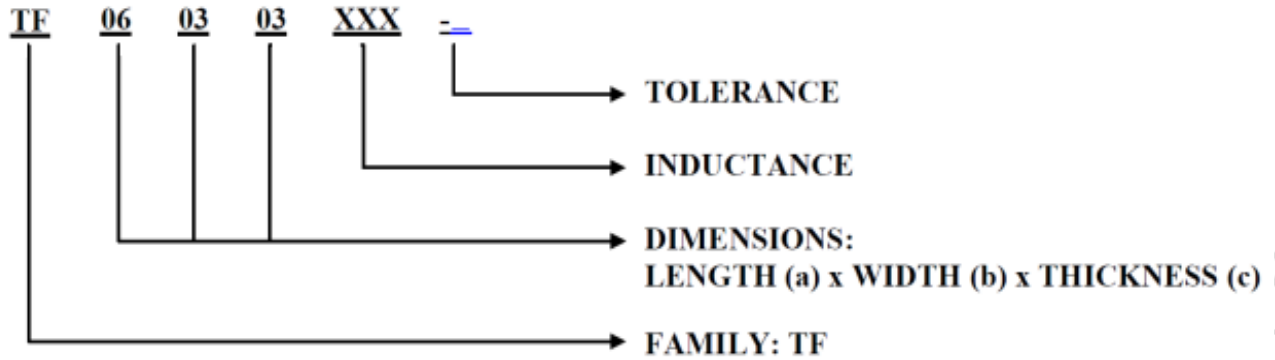 TF 06 03 03 XXX -_
TOLERANCE
INDUCTANCE
DIMENSIONS:
LENGTH (a) x WIDTH (b) x THICKNESS (c)
FAMILY: TF